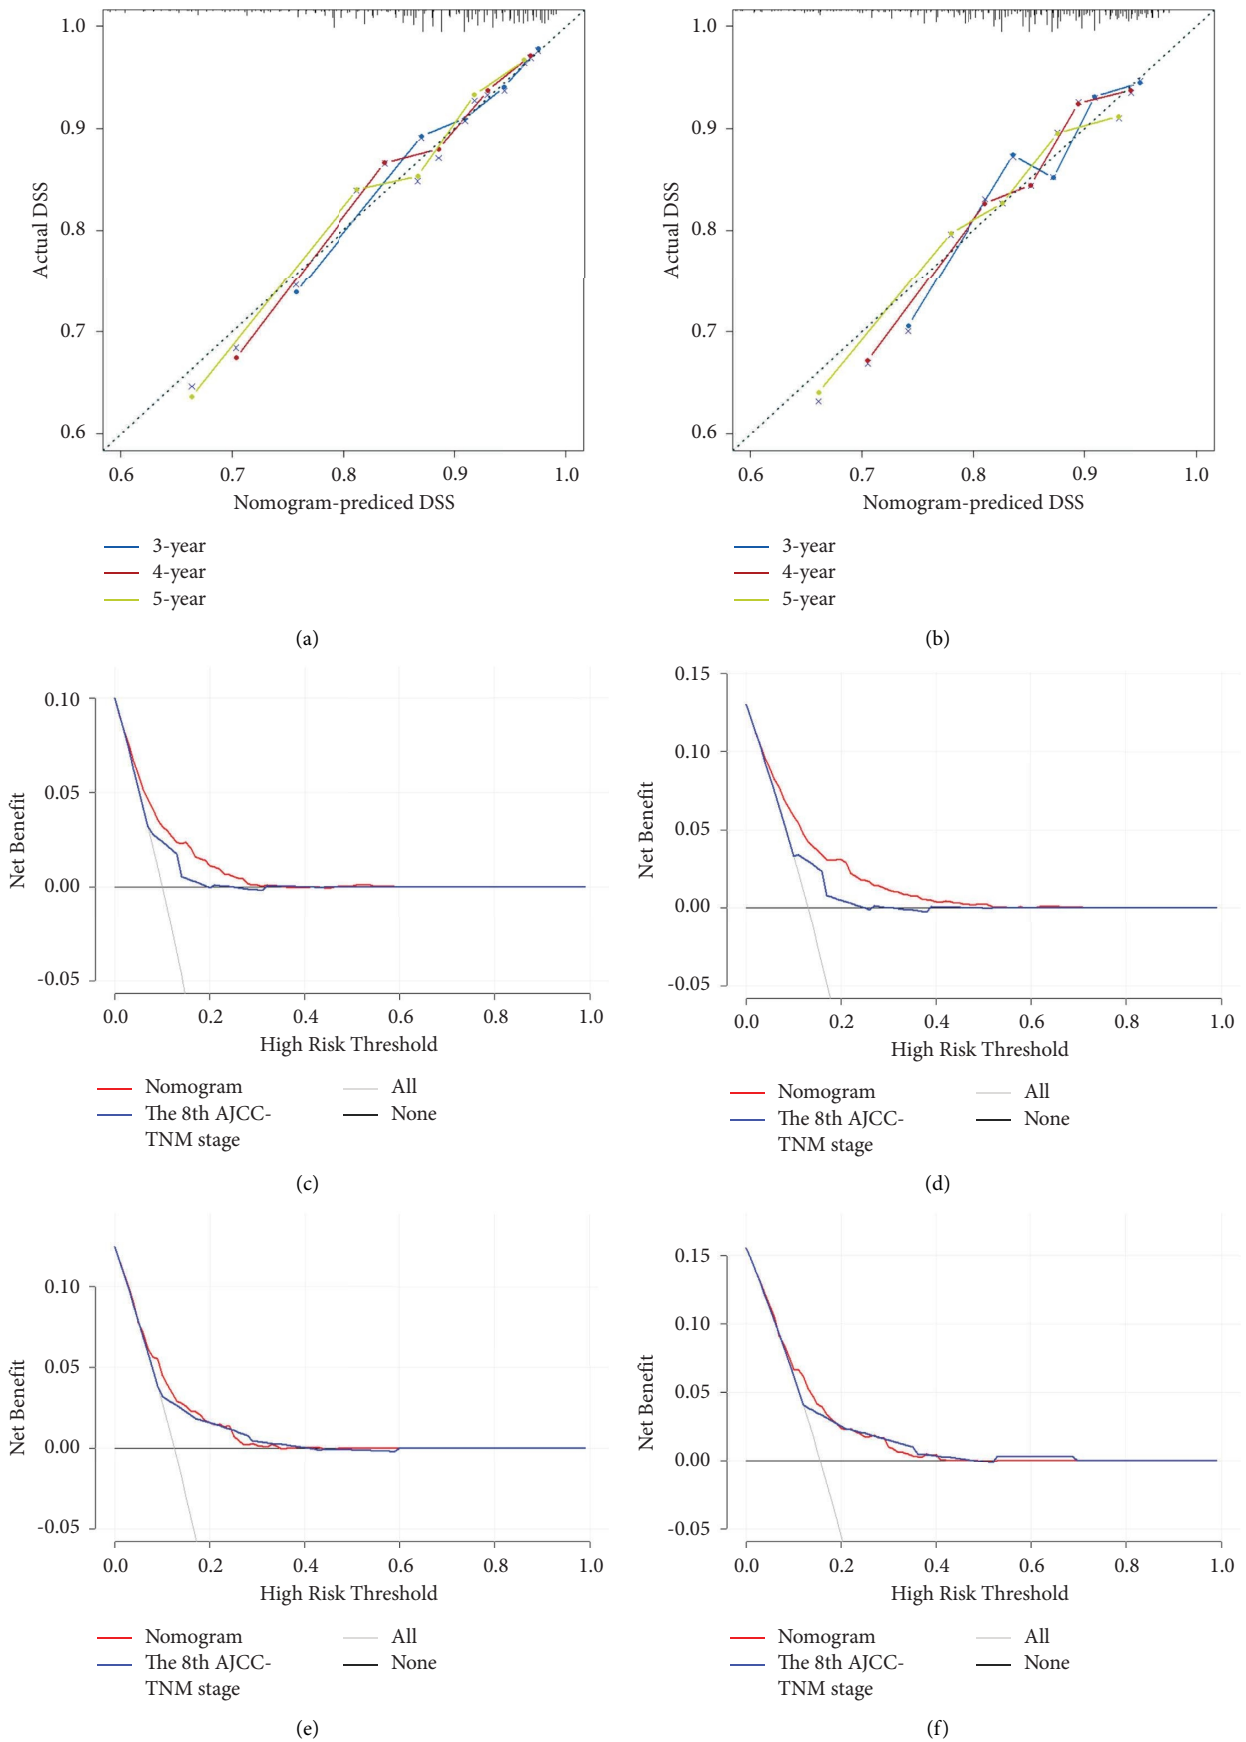 1.0
0.9
0.8
0.7
0.6
Actual DSS
0.6 0.7 0.8 0.9 1.0
Nomogram-prediced DSS
3-year
4-year
5-year
(a)
1.0
0.9
0.8
0.7
0.6
Actual DSS
0.6 0.7 0.8 0.9 1.0
Nomogram-prediced DSS
3-year
4-year
5-year
(b)
0.10
0.05
0.00
-0.05
Net Benefit
0.0 0.2 0.4 0.6 0.8 1.0
High Risk Threshold
Nomogram
The 8th AJCC-
TNM stage
All
None
(c)
0.15
0.10
0.05
0.00
-0.05
Net Benefit
0.0 0.2 0.4 0.6 0.8 1.0
High Risk Threshold
Nomogram
The 8th AJCC-
TNM stage
All
None
(d)
0.10
0.05
0.00
-0.05
Net Benefit
0.0 0.2 0.4 0.6 0.8 1.0
High Risk Threshold
Nomogram
The 8th AJCC-
TNM stage
All
None
(e)
0.15
0.10
0.05
0.00
-0.05
Net Benefit
0.0 0.2 0.4 0.6 0.8 1.0
High Risk Threshold
Nomogram
The 8th AJCC-
TNM stage
All
None
(f)